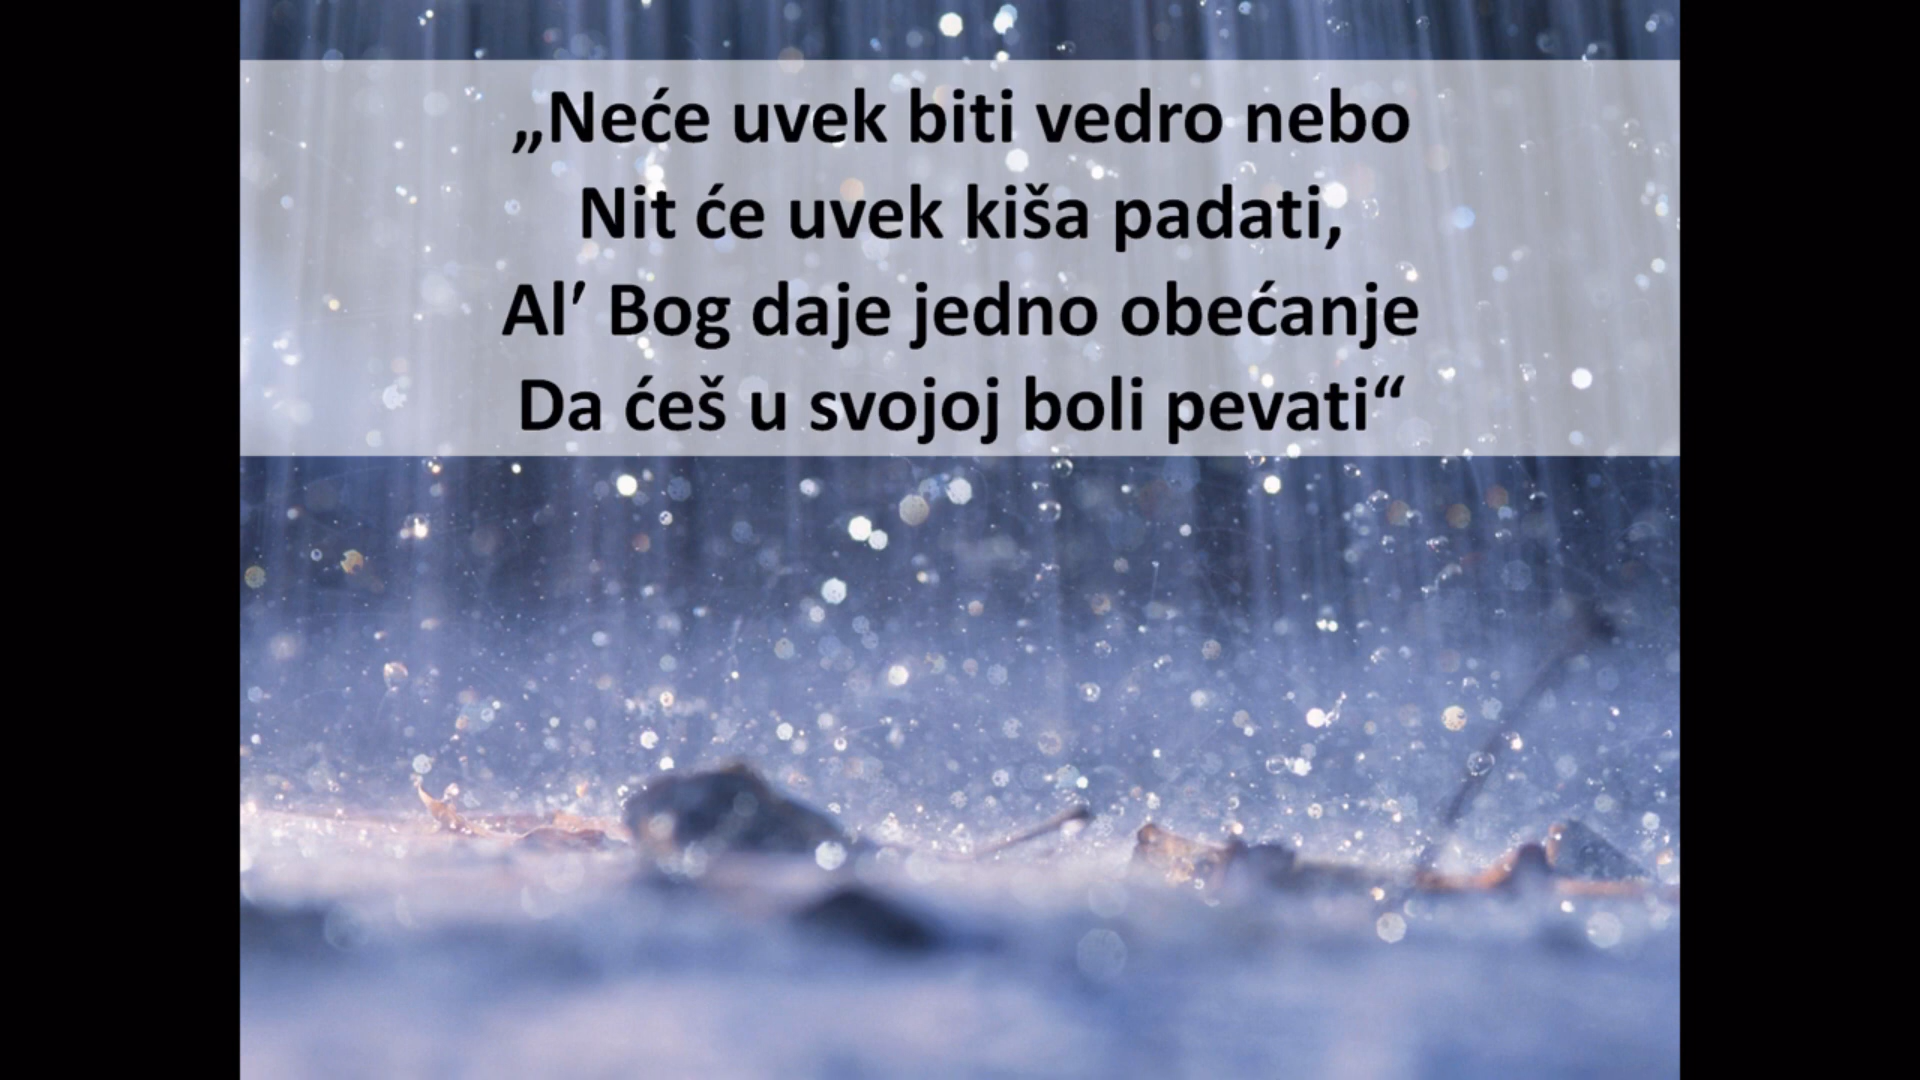 „Neće uvek biti vedro nebo
Nit će uvek kiša padati,
Al′ Bog daje jedno obećanje
Da ćeš u svojoj boli pevati“